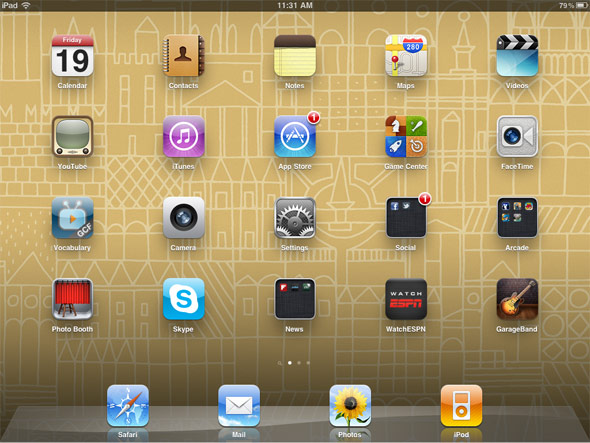 iPad 11:31 AM 79%
Friday
19
280
Calendar Contacts Notes Maps Videos
1
YouTube iTunes App Store Game Center FaceTime
1
GCF
Vocabulary Camera Settings Social Arcade
WATCH
ESPN
Photo Booth Skype News WatchESPN GarageBand
Safari Mail Photos iPod